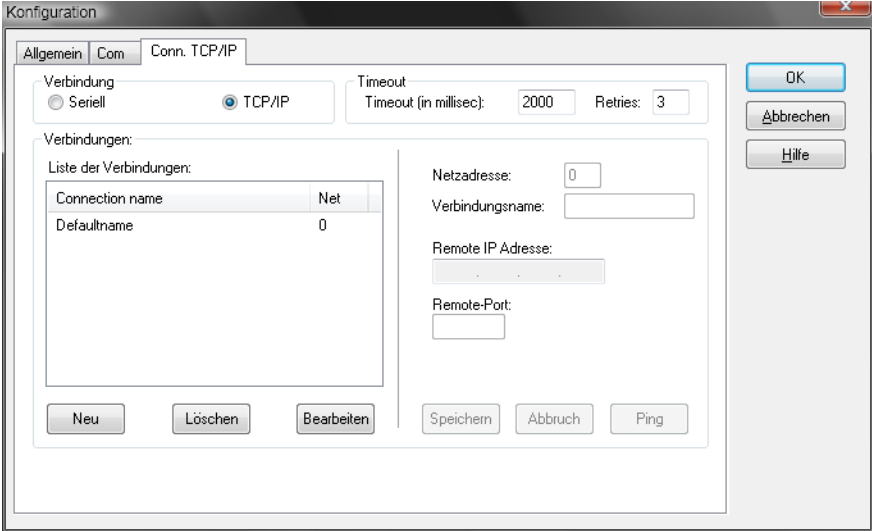 Konfiguration
Allgemein Com Conn. TCP/IP
Verbindung
Seriell TCP/IP
Timeout
Timeout (in millisec): 2000 Retries: 3
OK
Abbrechen
Hilfe
Verbindungen:
Liste der Verbindungen:
Connection name Net
Defaultname 0
Neu Löschen Bearbeiten
Netzadresse: 0
Verbindungsname:
Remote IP Adresse:
. . .
Remote-Port:
Speichern Abbruch Ping